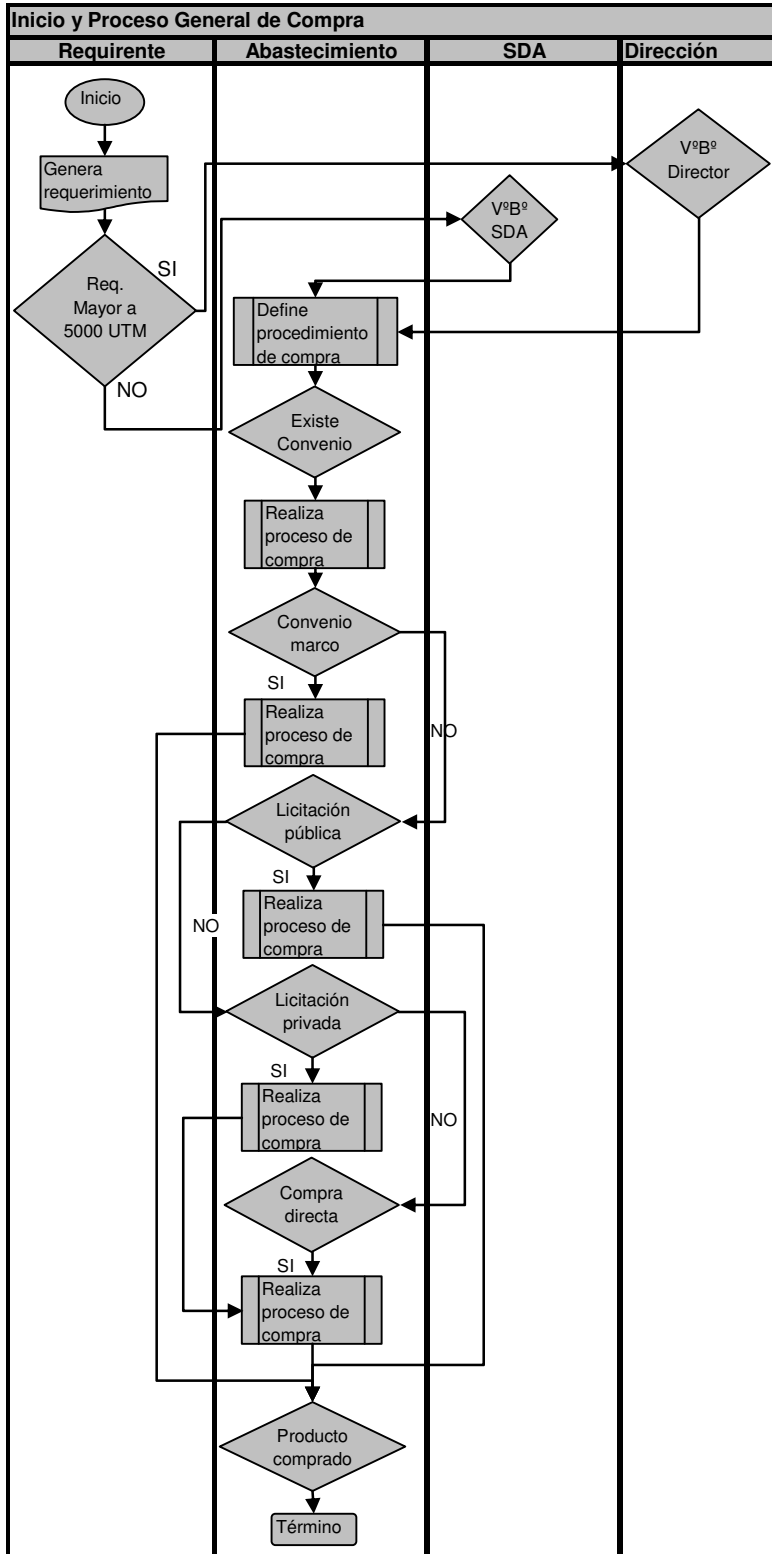 Inicio y Proceso General de Compra
Requirente
Abastecimiento
SDA
Dirección
Inicio
Genera
requerimiento
VºBº
Director
VºBº
SDA
SI
Req.
Mayor a
5000 UTM
NO
Define
procedimiento
de compra
Existe
Convenio
Realiza
proceso de
compra
Convenio
marco
SI
NO
Realiza
proceso de
compra
Licitación
pública
SI
NO
Realiza
proceso de
compra
Licitación
privada
SI
NO
Realiza
proceso de
compra
Compra
directa
SI
Realiza
proceso de
compra
Producto
comprado
Término